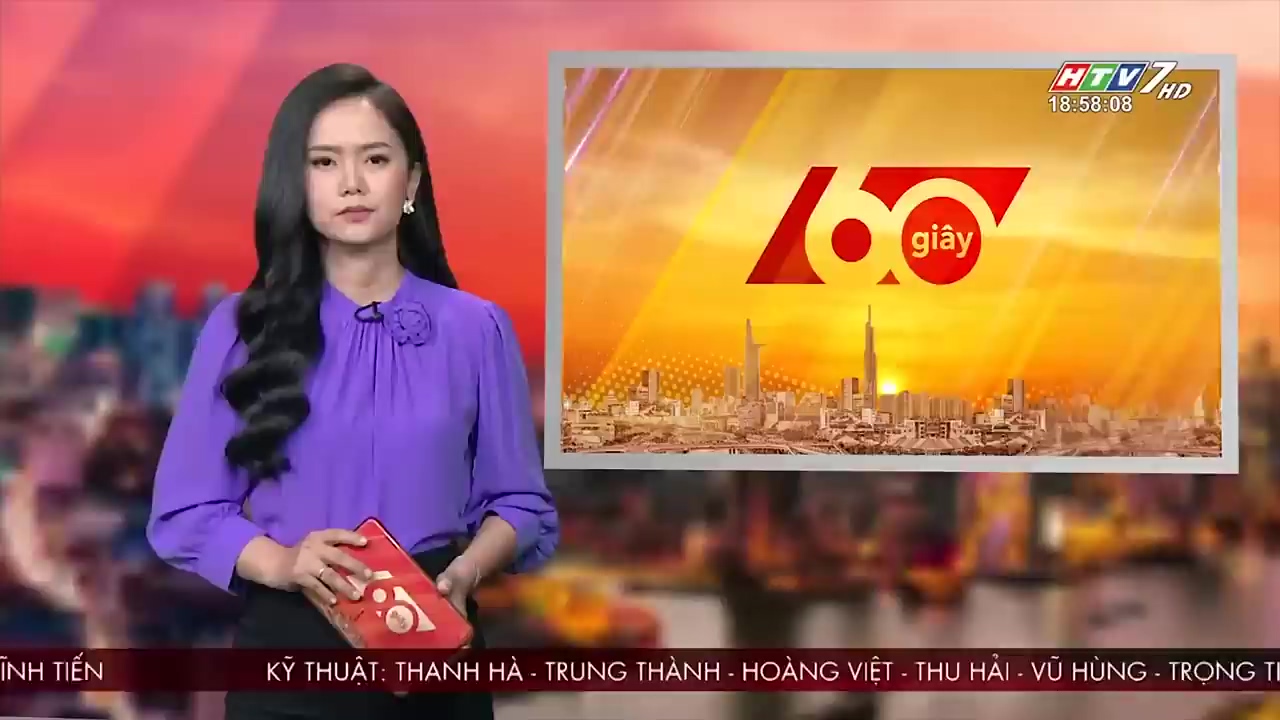 HTV7 HD
18:58:08
60 giây
60
ĨNH TIẾN KỸ THUẬT: THANH HÀ - TRUNG THÀNH - HOÀNG VIỆT - THU HẢI - VŨ HÙNG - TRỌNG